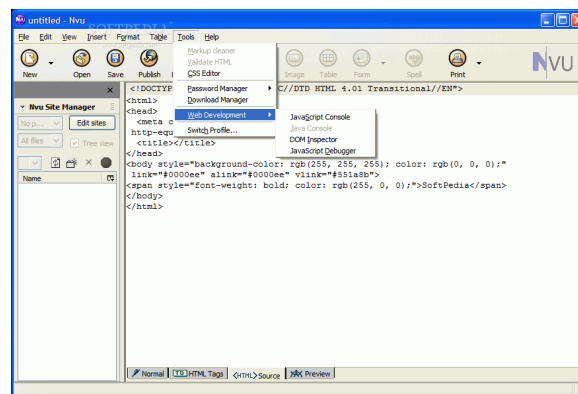 untitled - Nvu
SOFTPEDIA
File Edit View Insert Format Table Tools Help
New Open Save Publish Image Table Form Spell Print
NVU
Markup cleaner
Validate HTML
CSS Editor
Password Manager
Download Manager
Web Development
Switch Profile...
JavaScript Console
Java Console
DOM Inspector
JavaScript Debugger
Nvu Site Manager
No p... Edit sites
All files Tree view
Name
<!DOCTYP C//DTD HTML 4.01 Transitional//EN">
<html>
<head>
<meta c
http-equ
<title></title>
</head>
<body style="background-color: rgb(255, 255, 255); color: rgb(0, 0, 0);"
link="#0000ee" alink="#0000ee" vlink="#551a8b">
<span style="font-weight: bold; color: rgb(255, 0, 0);">SoftPedia</span>
</body>
</html>
Normal TD HTML Tags <HTML> Source Preview